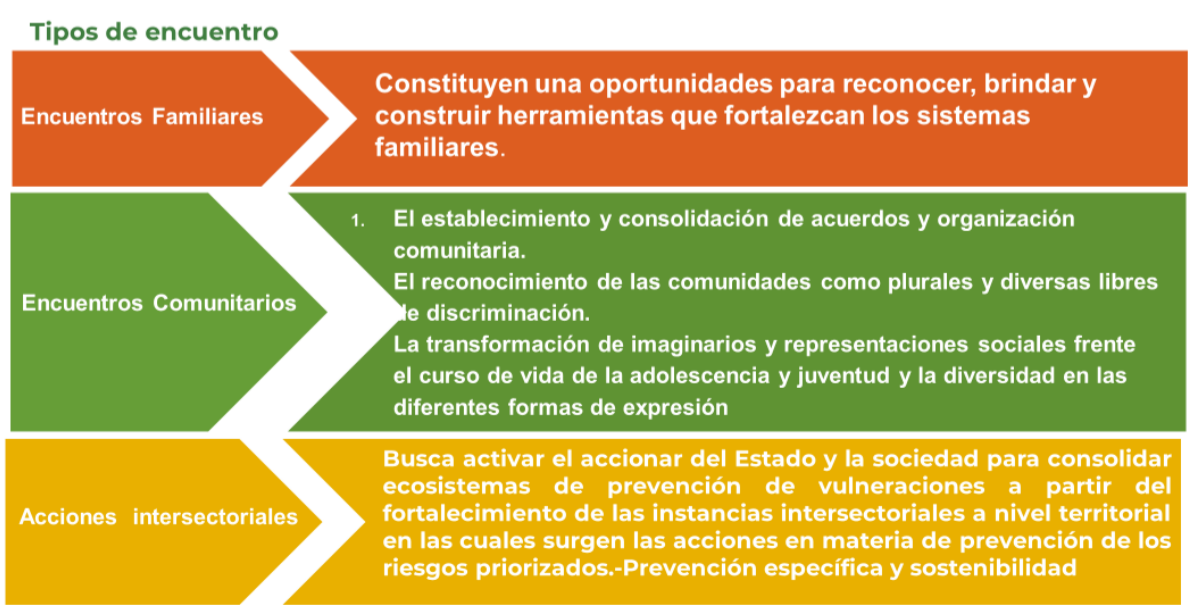 Tipos de encuentro
Encuentros Familiares
Constituyen una oportunidades para reconocer, brindar y
construir herramientas que fortalezcan los sistemas
familiares.
Encuentros Comunitarios
1. El establecimiento y consolidación de acuerdos y organización
comunitaria.
El reconocimiento de las comunidades como plurales y diversas libres
de discriminación.
La transformación de imaginarios y representaciones sociales frente
el curso de vida de la adolescencia y juventud y la diversidad en las
diferentes formas de expresión
Acciones intersectoriales
Busca activar el accionar del Estado y la sociedad para consolidar
ecosistemas de prevención de vulneraciones a partir del
fortalecimiento de las instancias intersectoriales a nivel territorial
en las cuales surgen las acciones en materia de prevención de los
riesgos priorizados.-Prevención específica y sostenibilidad